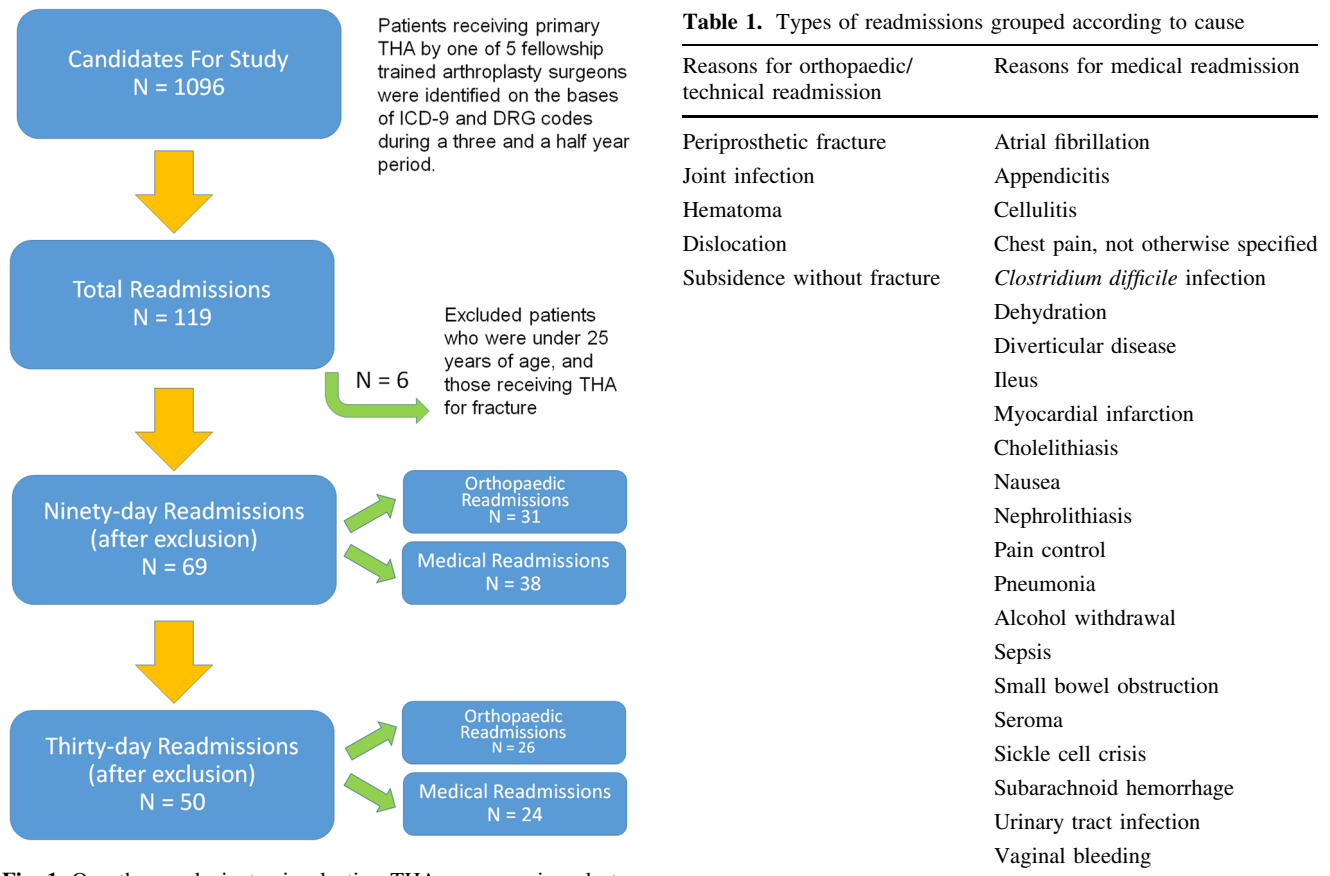 Candidates For Study
N = 1096
Patients receiving primary
THA by one of 5 fellowship
trained arthroplasty surgeons
were identified on the bases
of ICD-9 and DRG codes
during a three and a half year
period.
Total Readmissions
N = 119
N = 6
Excluded patients
who were under 25
years of age, and
those receiving THA
for fracture
Ninety-day Readmissions
(after exclusion)
N = 69
Orthopaedic
Readmissions
N = 31
Medical Readmissions
N = 38
Thirty-day Readmissions
(after exclusion)
N = 50
Orthopaedic
Readmissions
N = 26
Medical Readmissions
N = 24
Table 1. Types of readmissions grouped according to cause
Reasons for orthopaedic/
technical readmission
Reasons for medical readmission
Periprosthetic fracture
Atrial fibrillation
Joint infection
Appendicitis
Hematoma
Cellulitis
Dislocation
Chest pain, not otherwise specified
Subsidence without fracture
Clostridium difficile infection
Dehydration
Diverticular disease
Ileus
Myocardial infarction
Cholelithiasis
Nausea
Nephrolithiasis
Pain control
Pneumonia
Alcohol withdrawal
Sepsis
Small bowel obstruction
Seroma
Sickle cell crisis
Subarachnoid hemorrhage
Urinary tract infection
Vaginal bleeding